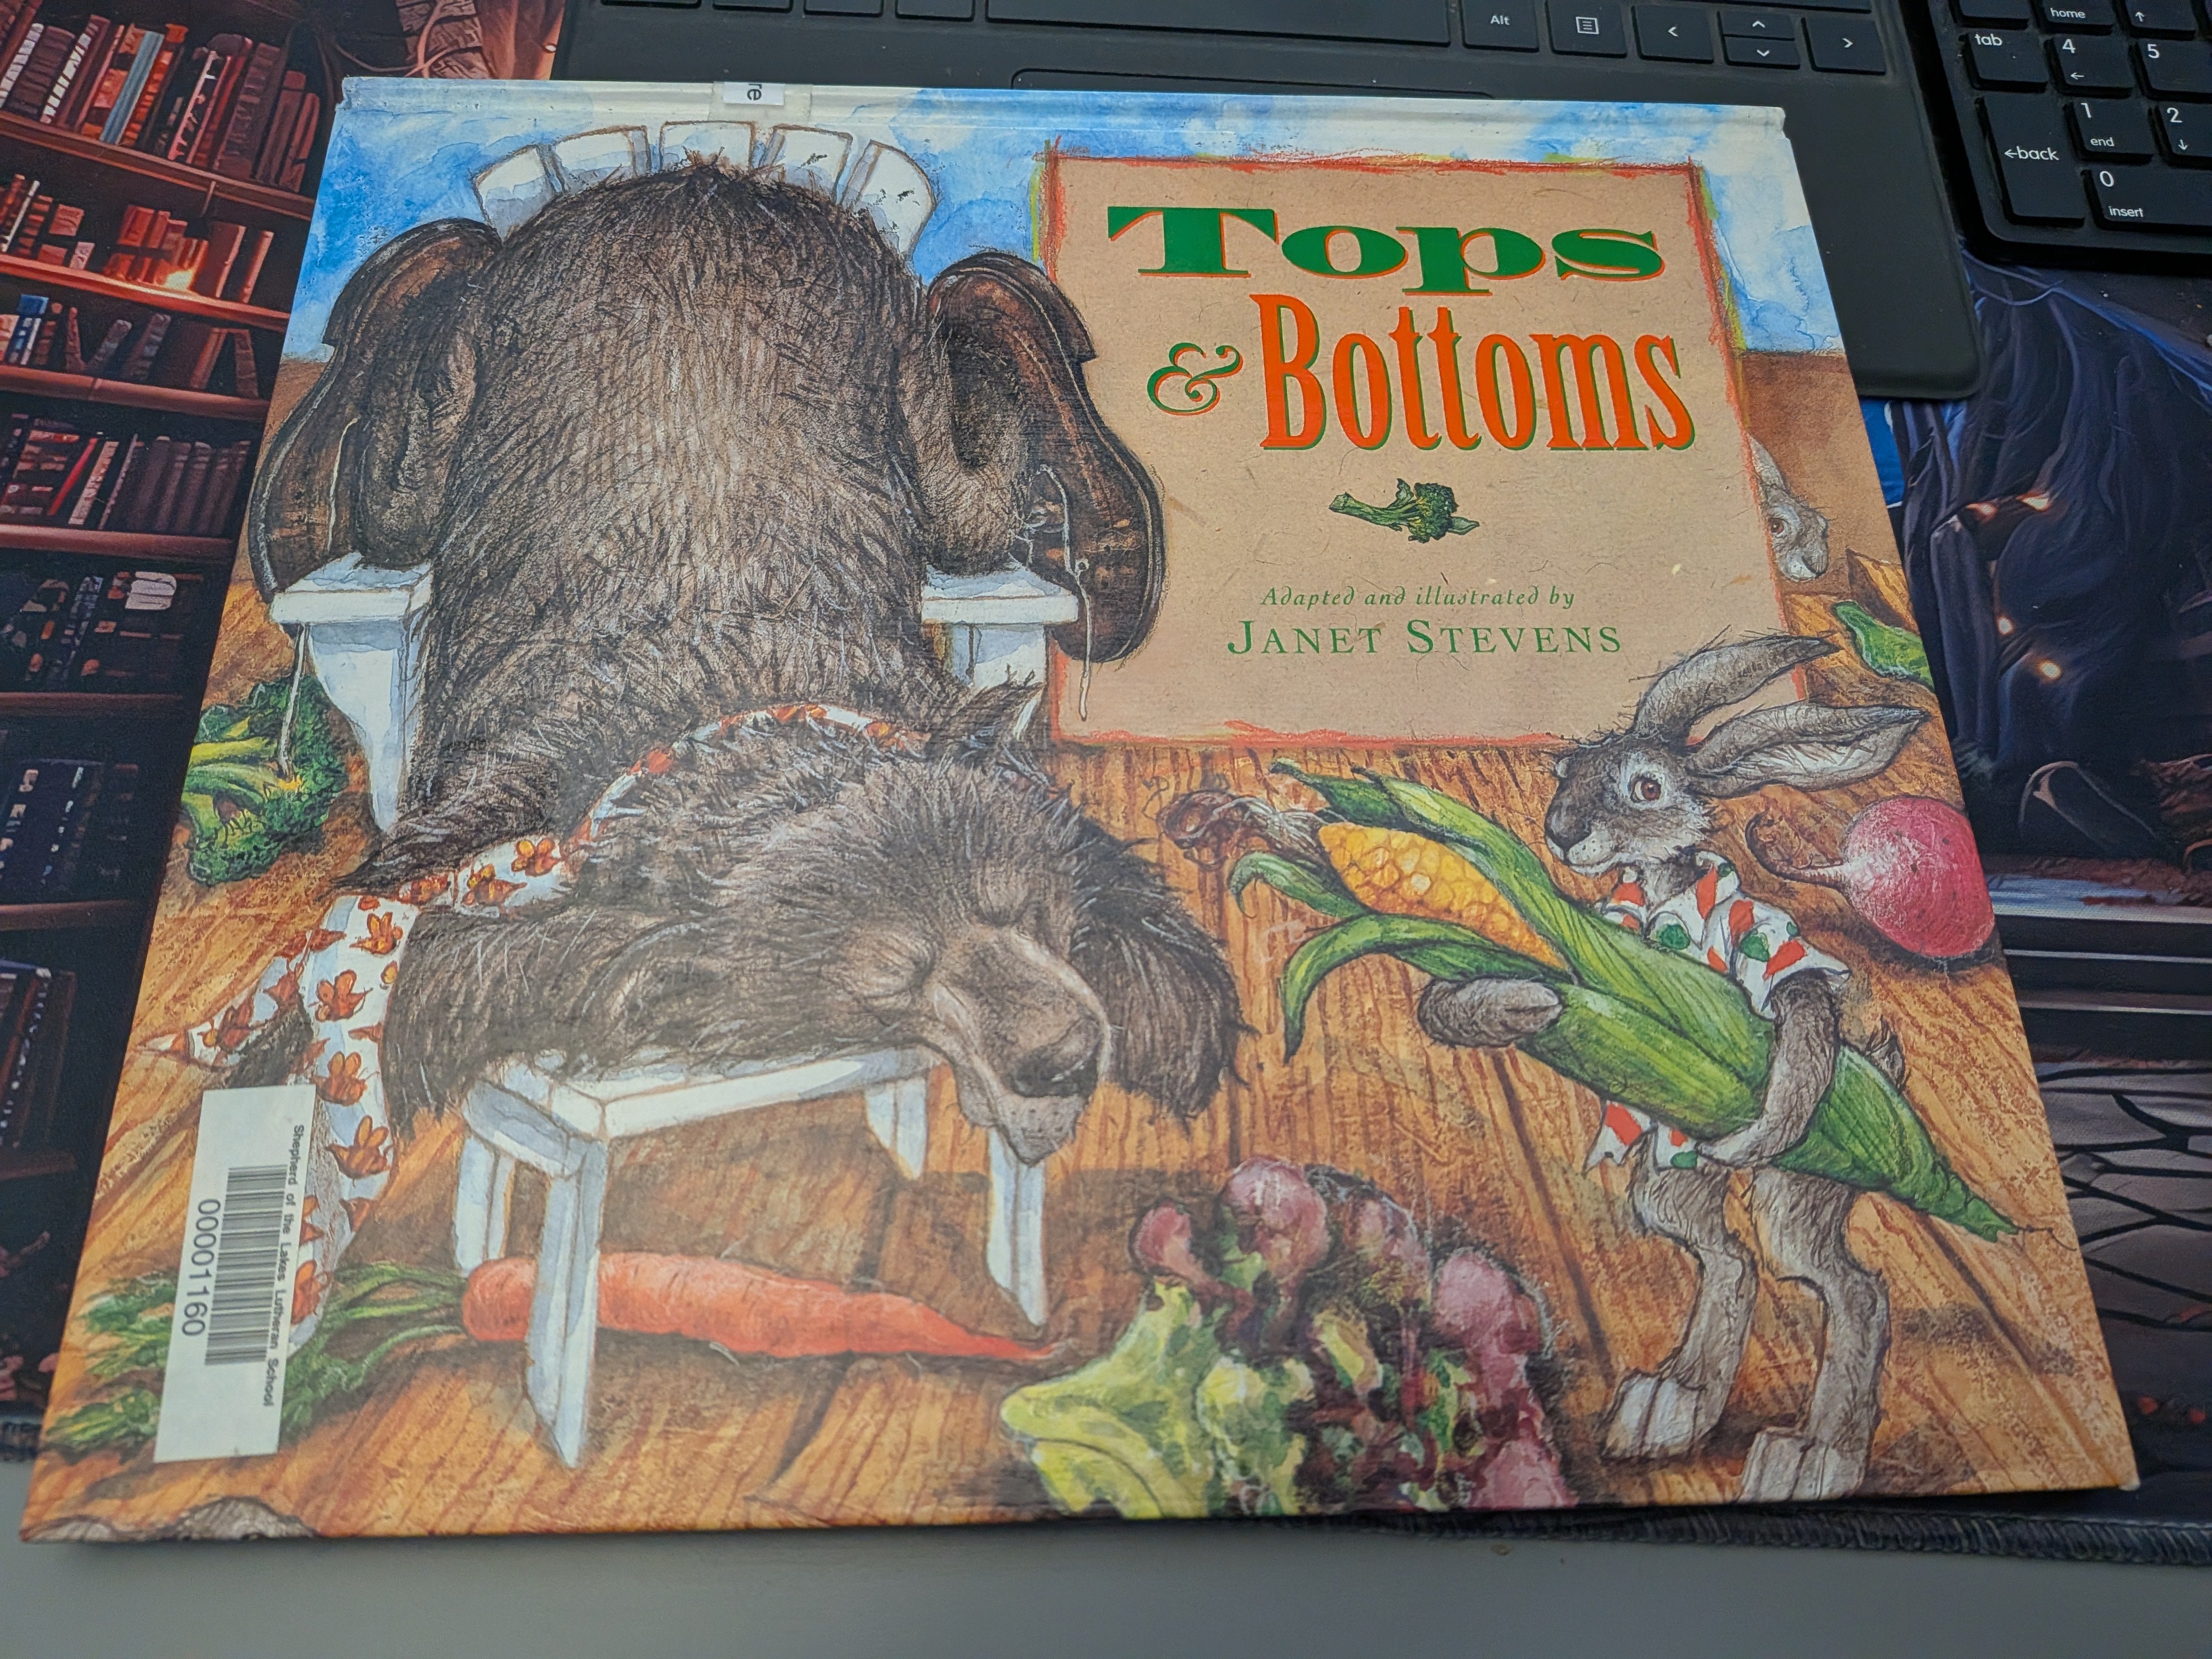 Alt
<
>
home
tab
4
5
1
end
2
←back
0
insert
re
Tops
& Bottoms
Adapted and illustrated by
JANET STEVENS
Shepherd of the Lakes Lutheran School
00001160